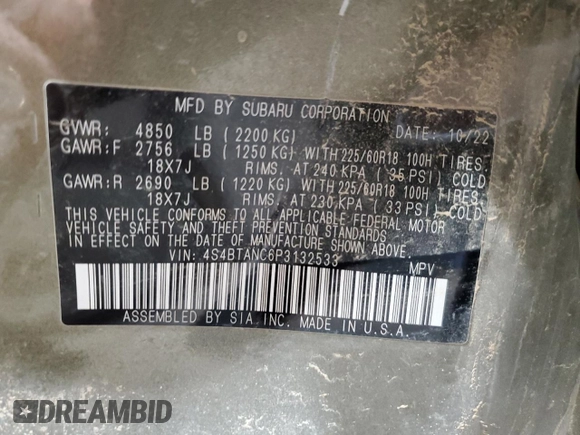 MFD BY SUBARU CORPORATION
GVWR: 4850 LB (2200 KG) DATE: 10/22
GAWR:F 2756 LB (1250 KG) WITH 225/60R18 100H TIRES,
18X7J RIMS, AT 240 KPA (35 PSI) COLD
GAWR:R 2690 LB (1220 KG) WITH 225/60R18 100H TIRES,
18X7J RIMS, AT 230 KPA (33 PSI) COLD
THIS VEHICLE CONFORMS TO ALL APPLICABLE FEDERAL MOTOR
VEHICLE SAFETY, BUMPER AND THEFT PREVENTION STANDARDS
IN EFFECT ON THE DATE OF MANUFACTURE SHOWN ABOVE.
VIN: 4S4BTANC6P3132533 MPV
ASSEMBLED BY SIA, INC. MADE IN U.S.A.
DREAMBID